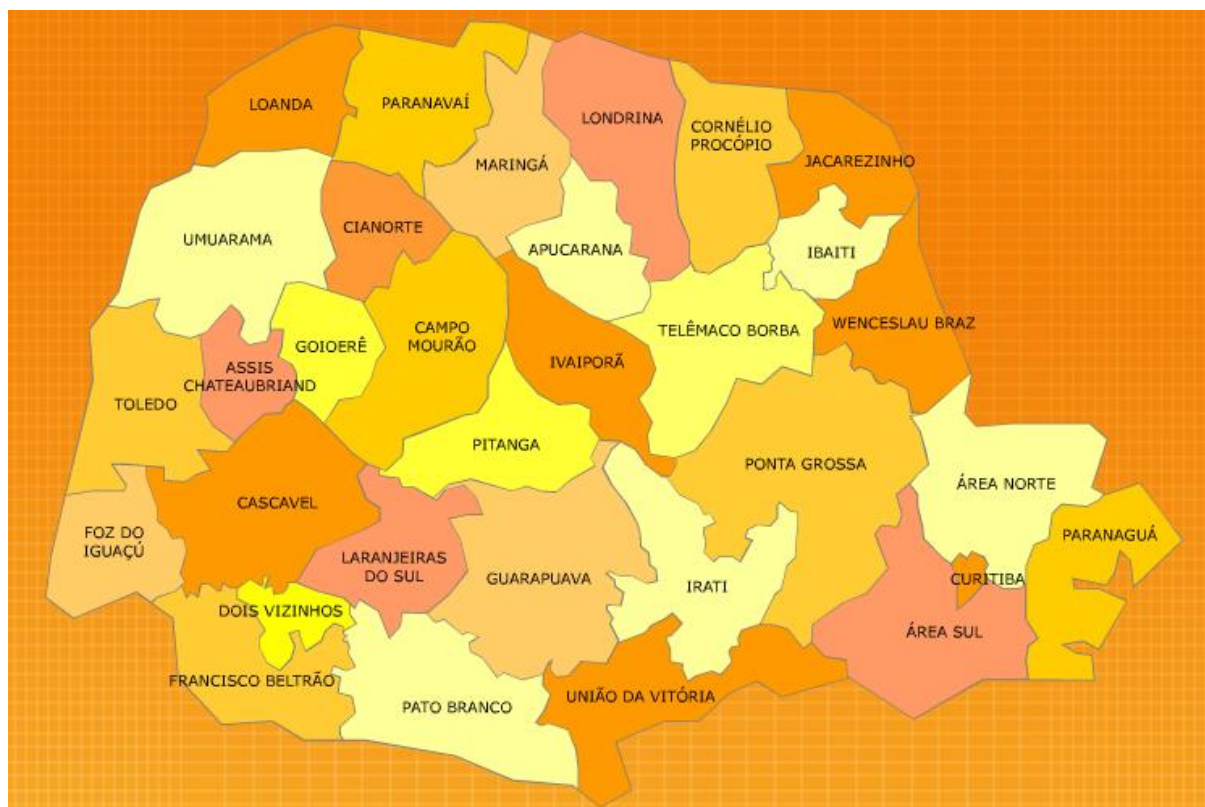 LOANDA
PARANAVAÍ
LONDRINA
CORNÉLIO
PROCÓPIO
MARINGÁ
JACAREZINHO
CIANORTE
UMUARAMA
APUCARANA
IBAITI
WENCESLAU BRAZ
TELÊMACO BORBA
CAMPO
MOURÃO
GOIOERÊ
IVAIPORÃ
ASSIS
CHATEAUBRIAND
TOLEDO
PITANGA
PONTA GROSSA
ÁREA NORTE
CASCAVEL
FOZ DO
IGUAÇÚ
PARANAGUÁ
LARANJEIRAS
DO SUL
GUARAPUAVA
CURITIBA
IRATI
DOIS VIZINHOS
ÁREA SUL
FRANCISCO BELTRÃO
UNIÃO DA VITÓRIA
PATO BRANCO